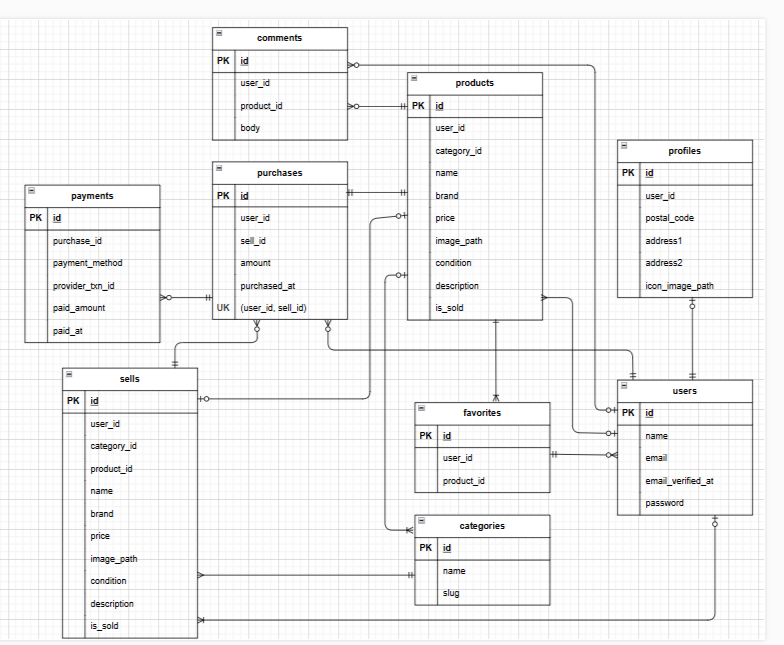 comments
PK id
user_id
product_id
body
products
PK id
user_id
category_id
name
brand
price
image_path
condition
description
is_sold
profiles
PK id
user_id
postal_code
address1
address2
icon_image_path
purchases
PK id
user_id
sell_id
amount
purchased_at
UK (user_id, sell_id)
payments
PK id
purchase_id
payment_method
provider_txn_id
paid_amount
paid_at
sells
PK id
user_id
category_id
product_id
name
brand
price
image_path
condition
description
is_sold
favorites
PK id
user_id
product_id
users
PK id
name
email
email_verified_at
password
categories
PK id
name
slug